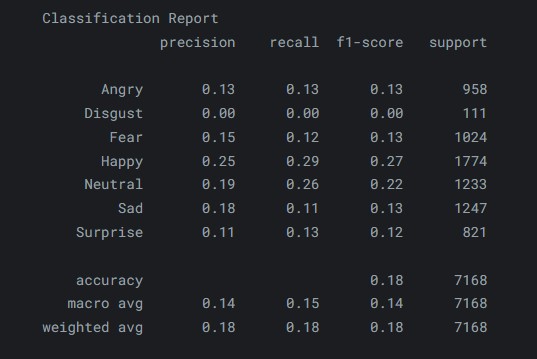 Classification Report
precision recall f1-score support
Angry 0.13 0.13 0.13 958
Disgust 0.00 0.00 0.00 111
Fear 0.15 0.12 0.13 1024
Happy 0.25 0.29 0.27 1774
Neutral 0.19 0.26 0.22 1233
Sad 0.18 0.11 0.13 1247
Surprise 0.11 0.13 0.12 821
accuracy 0.18 7168
macro avg 0.14 0.15 0.14 7168
weighted avg 0.18 0.18 0.18 7168